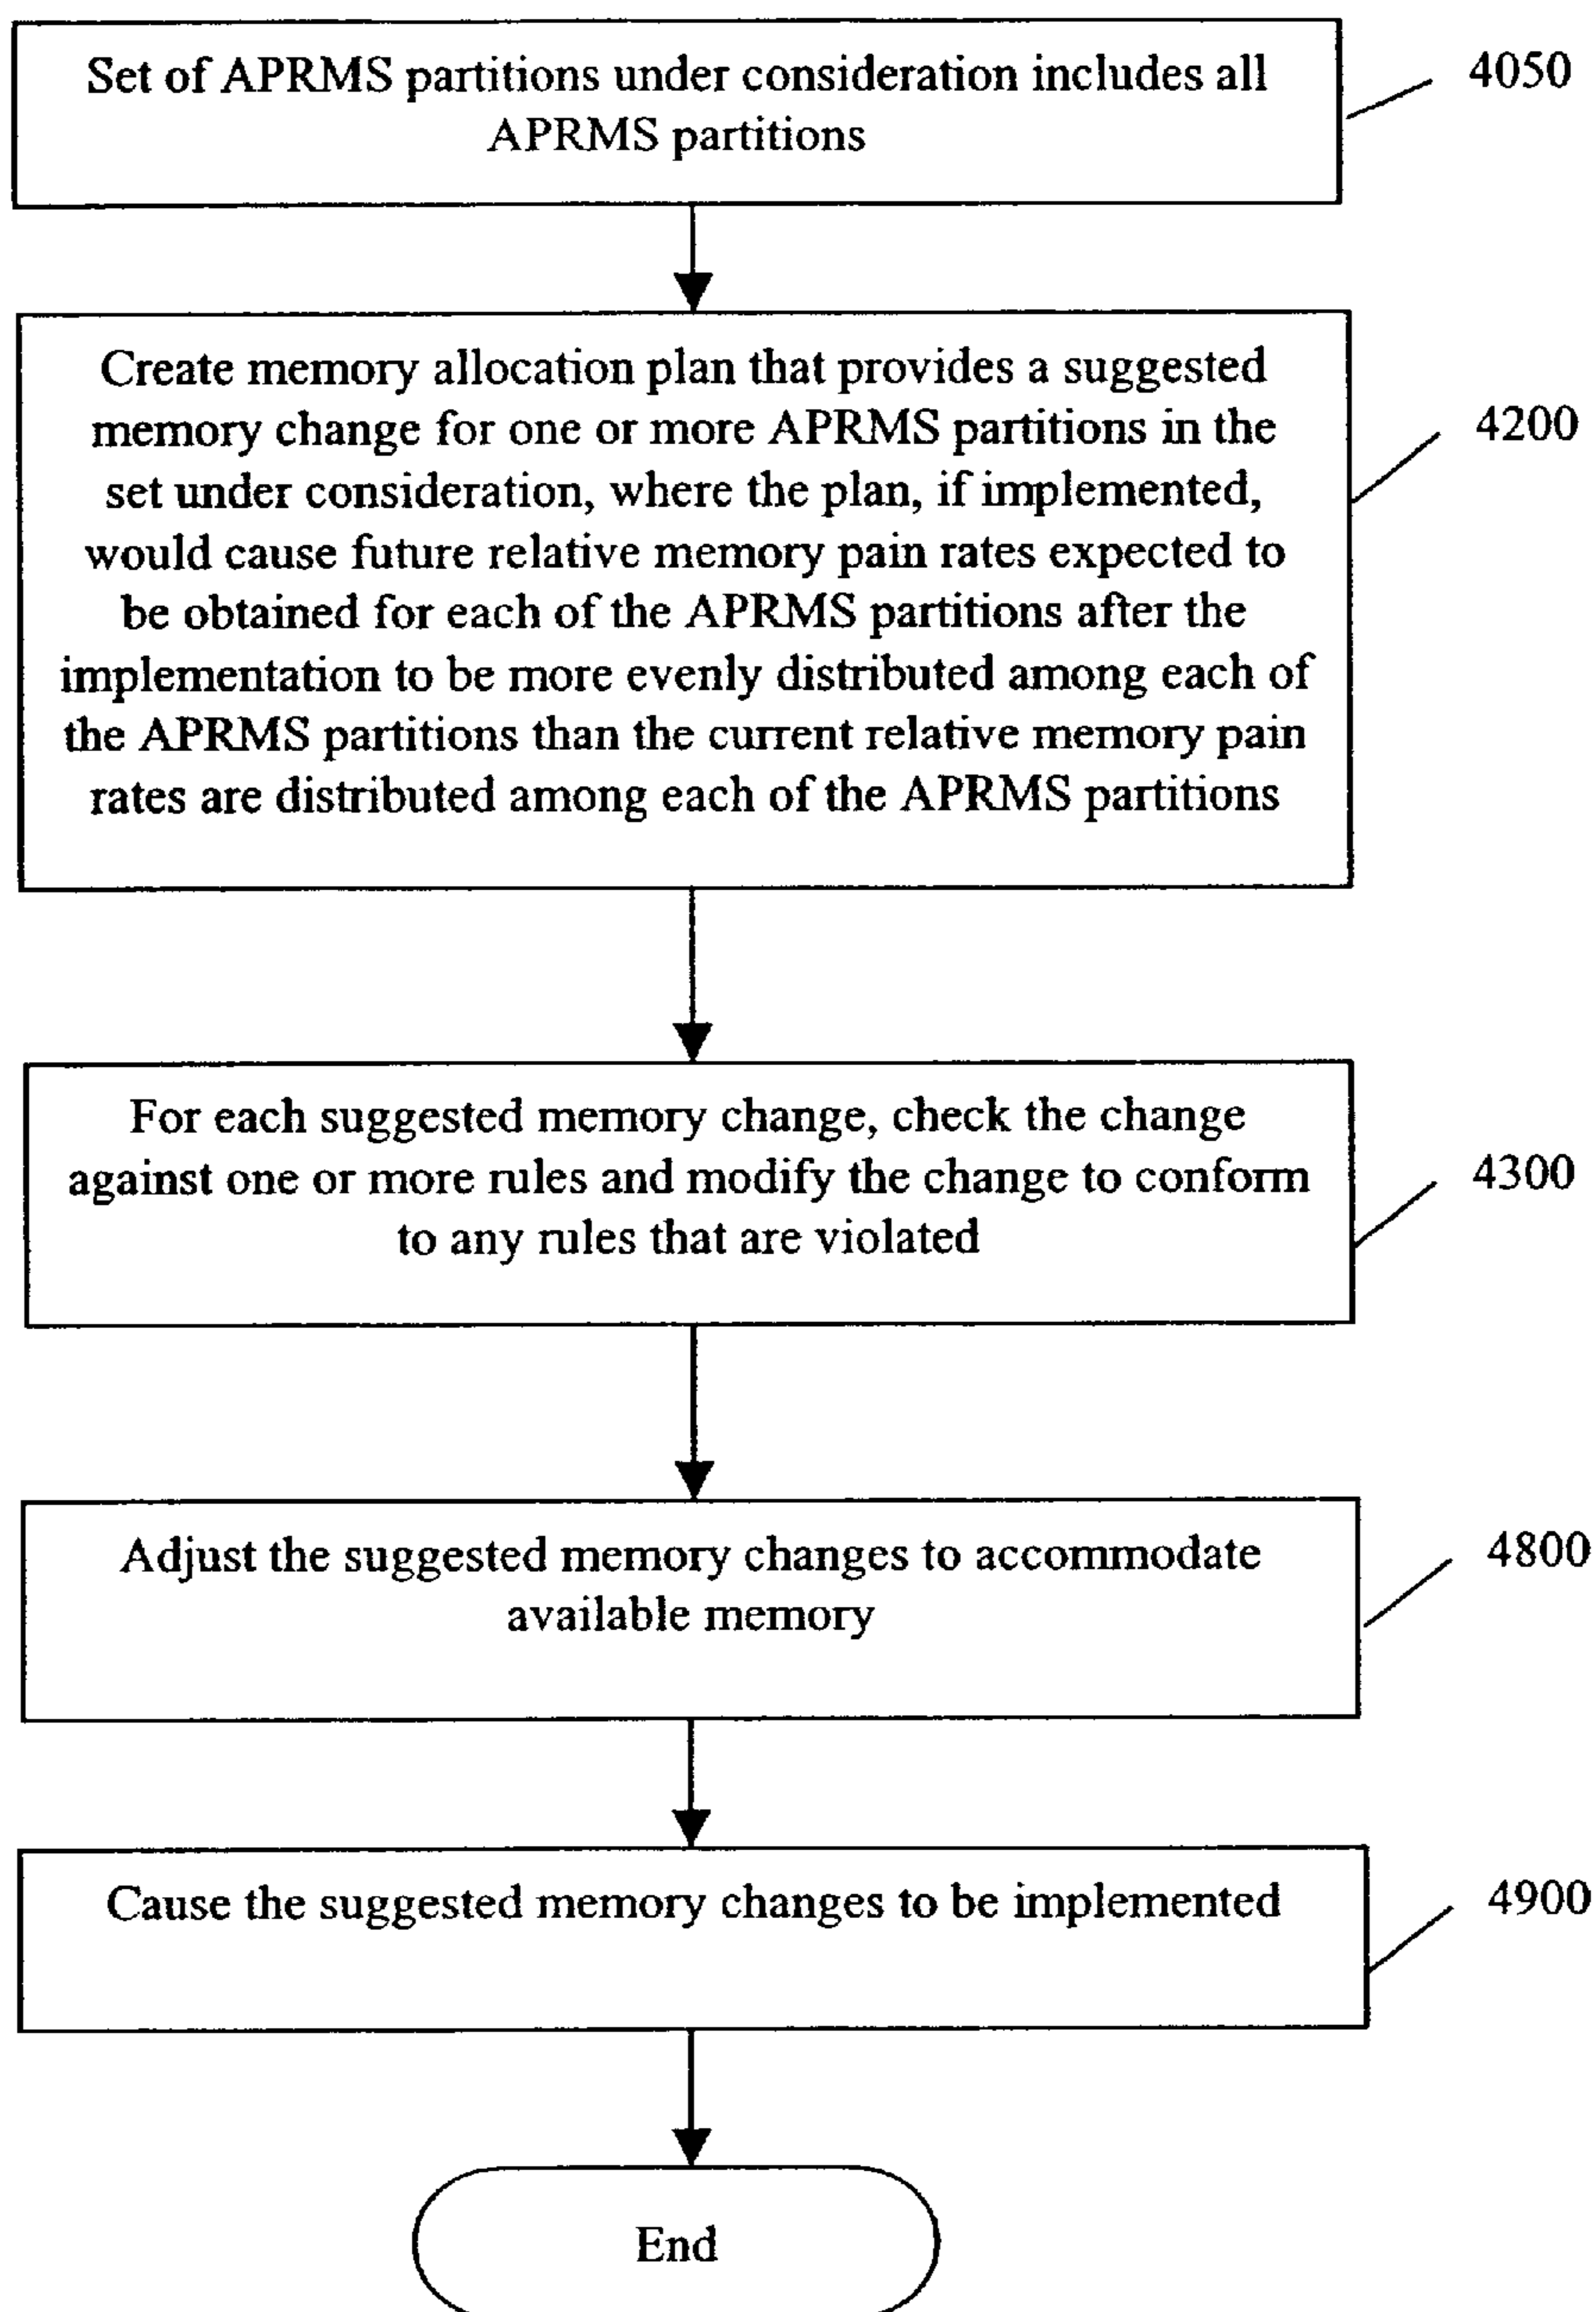 Set of APRMS partitions under consideration includes all
APRMS partitions
4050
Create memory allocation plan that provides a suggested
memory change for one or more APRMS partitions in the
set under consideration, where the plan, if implemented,
would cause future relative memory pain rates expected to
be obtained for each of the APRMS partitions after the
implementation to be more evenly distributed among each of
the APRMS partitions than the current relative memory pain
rates are distributed among each of the APRMS partitions
4200
For each suggested memory change, check the change
against one or more rules and modify the change to conform
to any rules that are violated
4300
Adjust the suggested memory changes to accommodate
available memory
4800
Cause the suggested memory changes to be implemented
4900
End